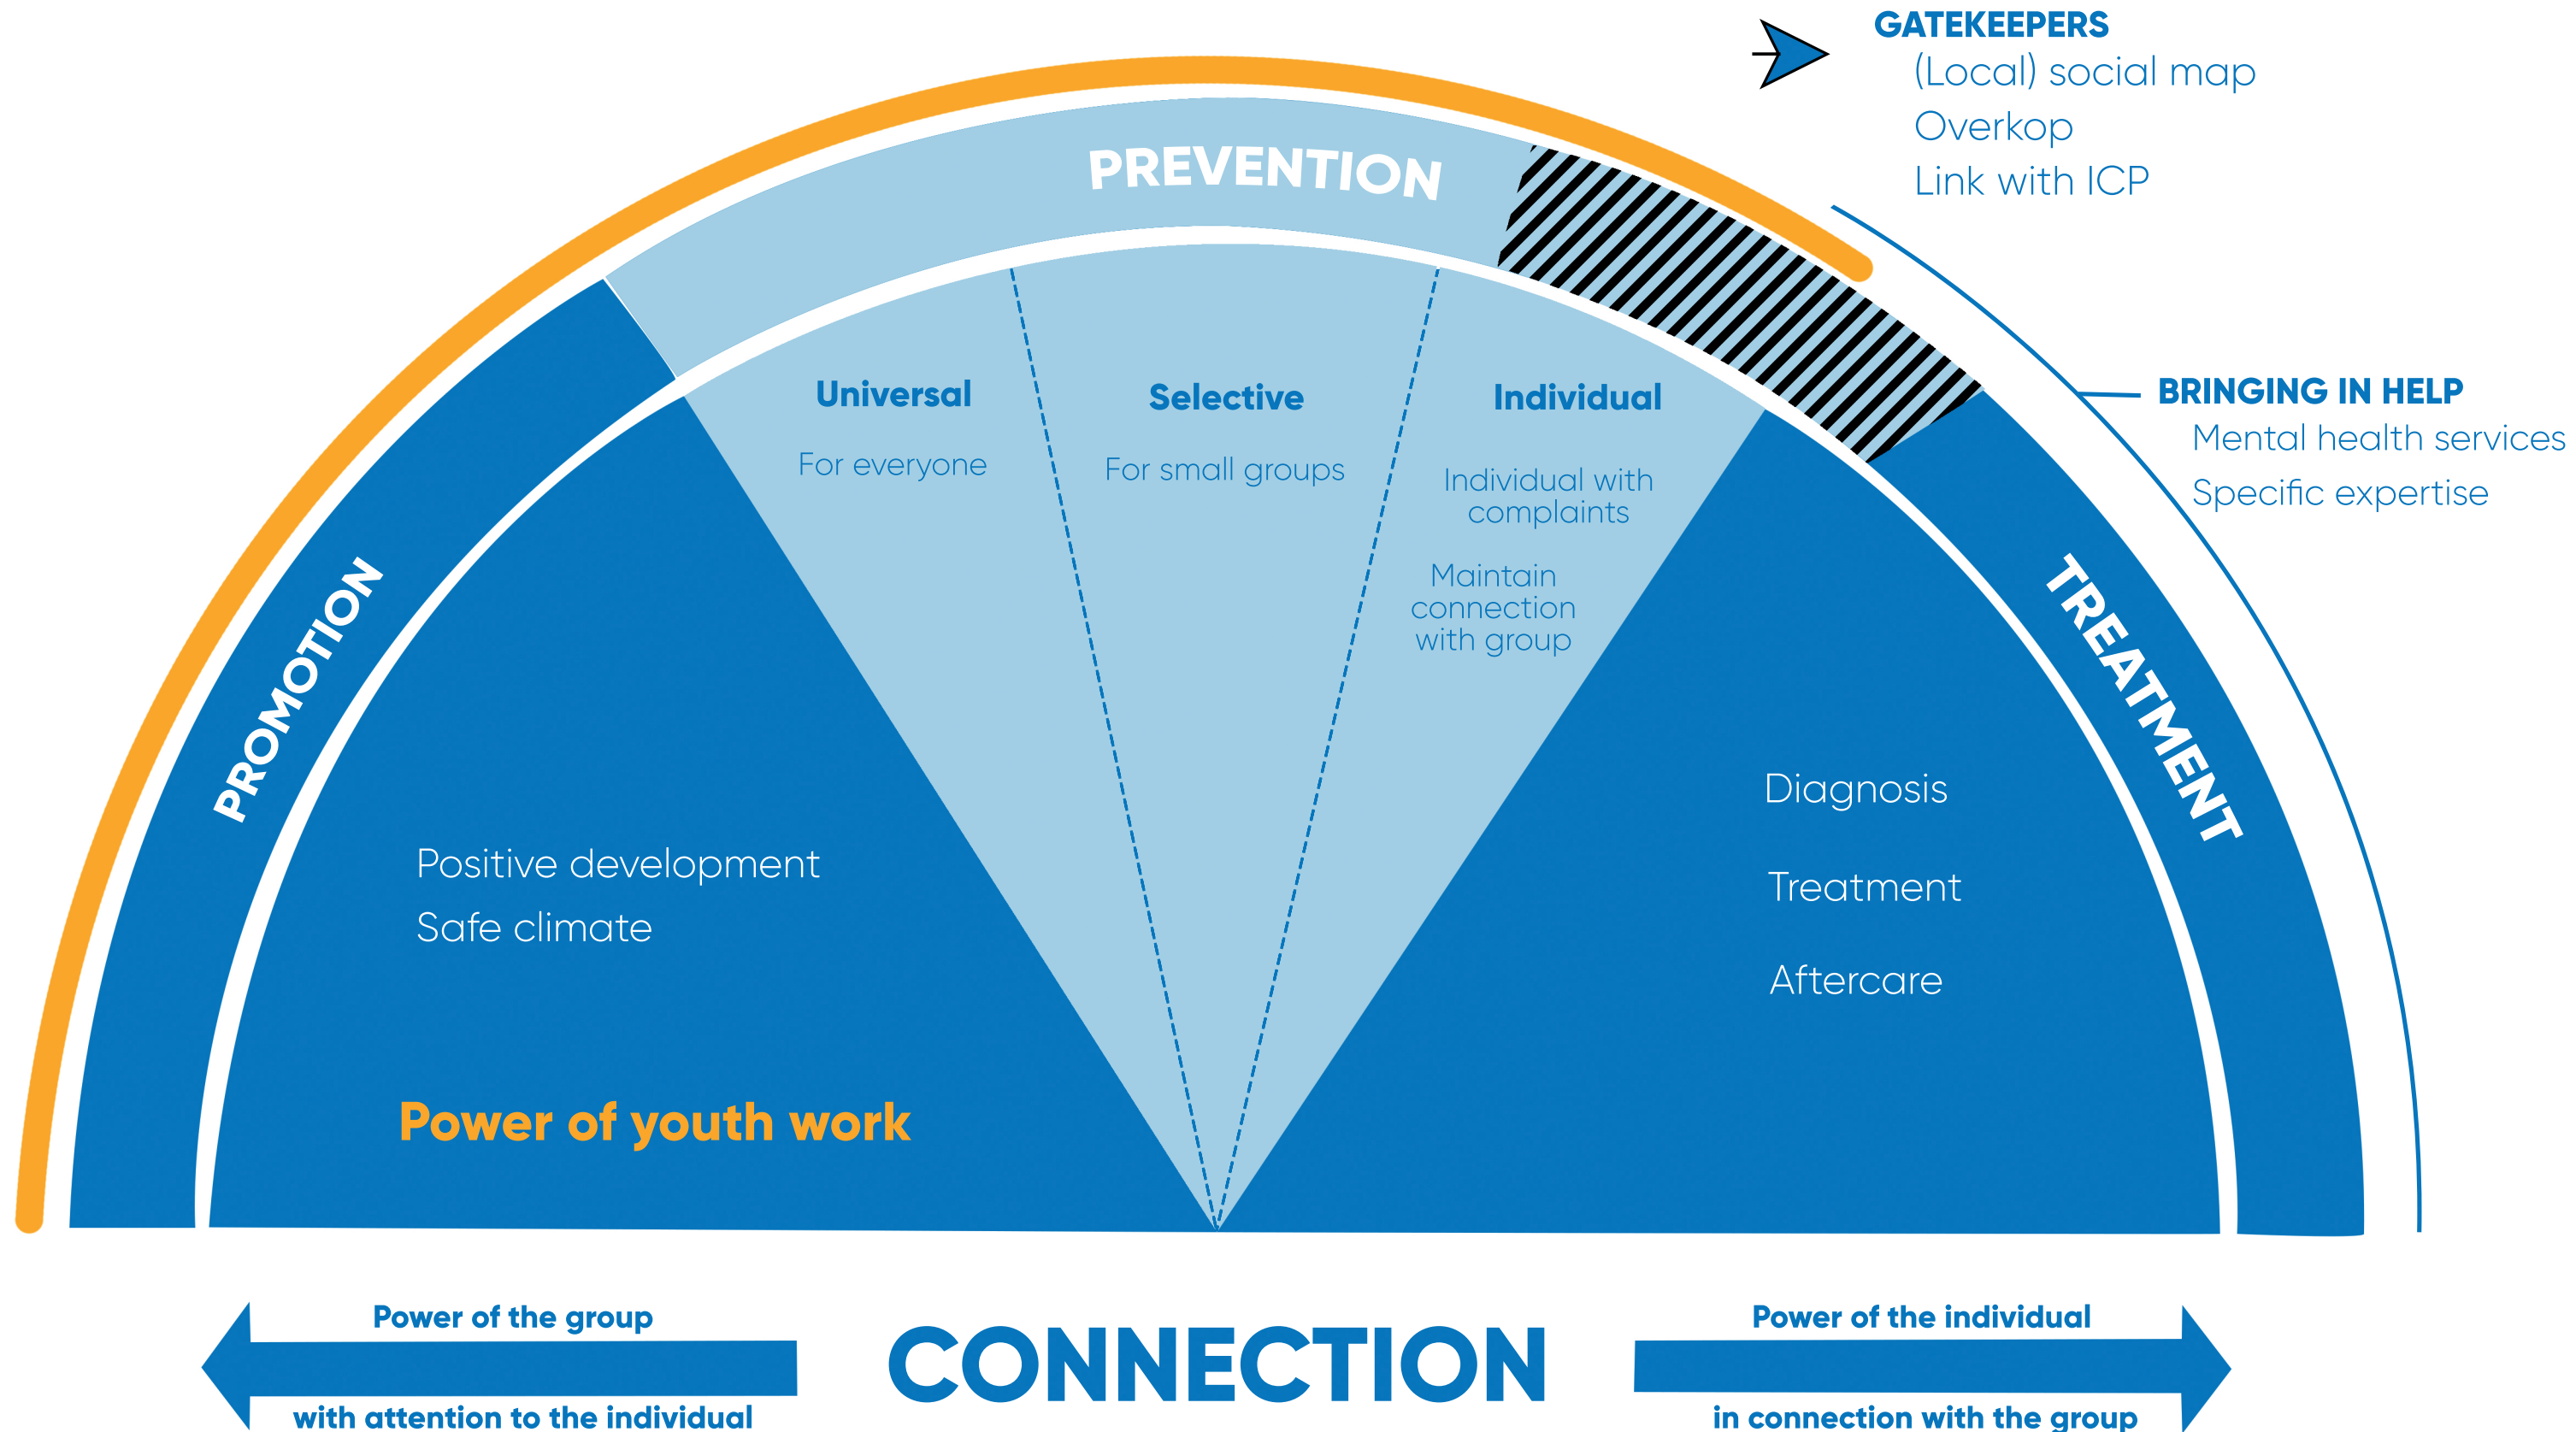 GATEKEEPERS
(Local) social map
Overkop
Link with ICP
PREVENTION
BRINGING IN HELP
Mental health services
Specific expertise
Universal
For everyone
Selective
For small groups
Individual
Individual with
complaints
Maintain
connection
with group
PROMOTION
Positive development
Safe climate
Power of youth work
TREATMENT
Diagnosis
Treatment
Aftercare
Power of the group
with attention to the individual
CONNECTION
Power of the individual
in connection with the group